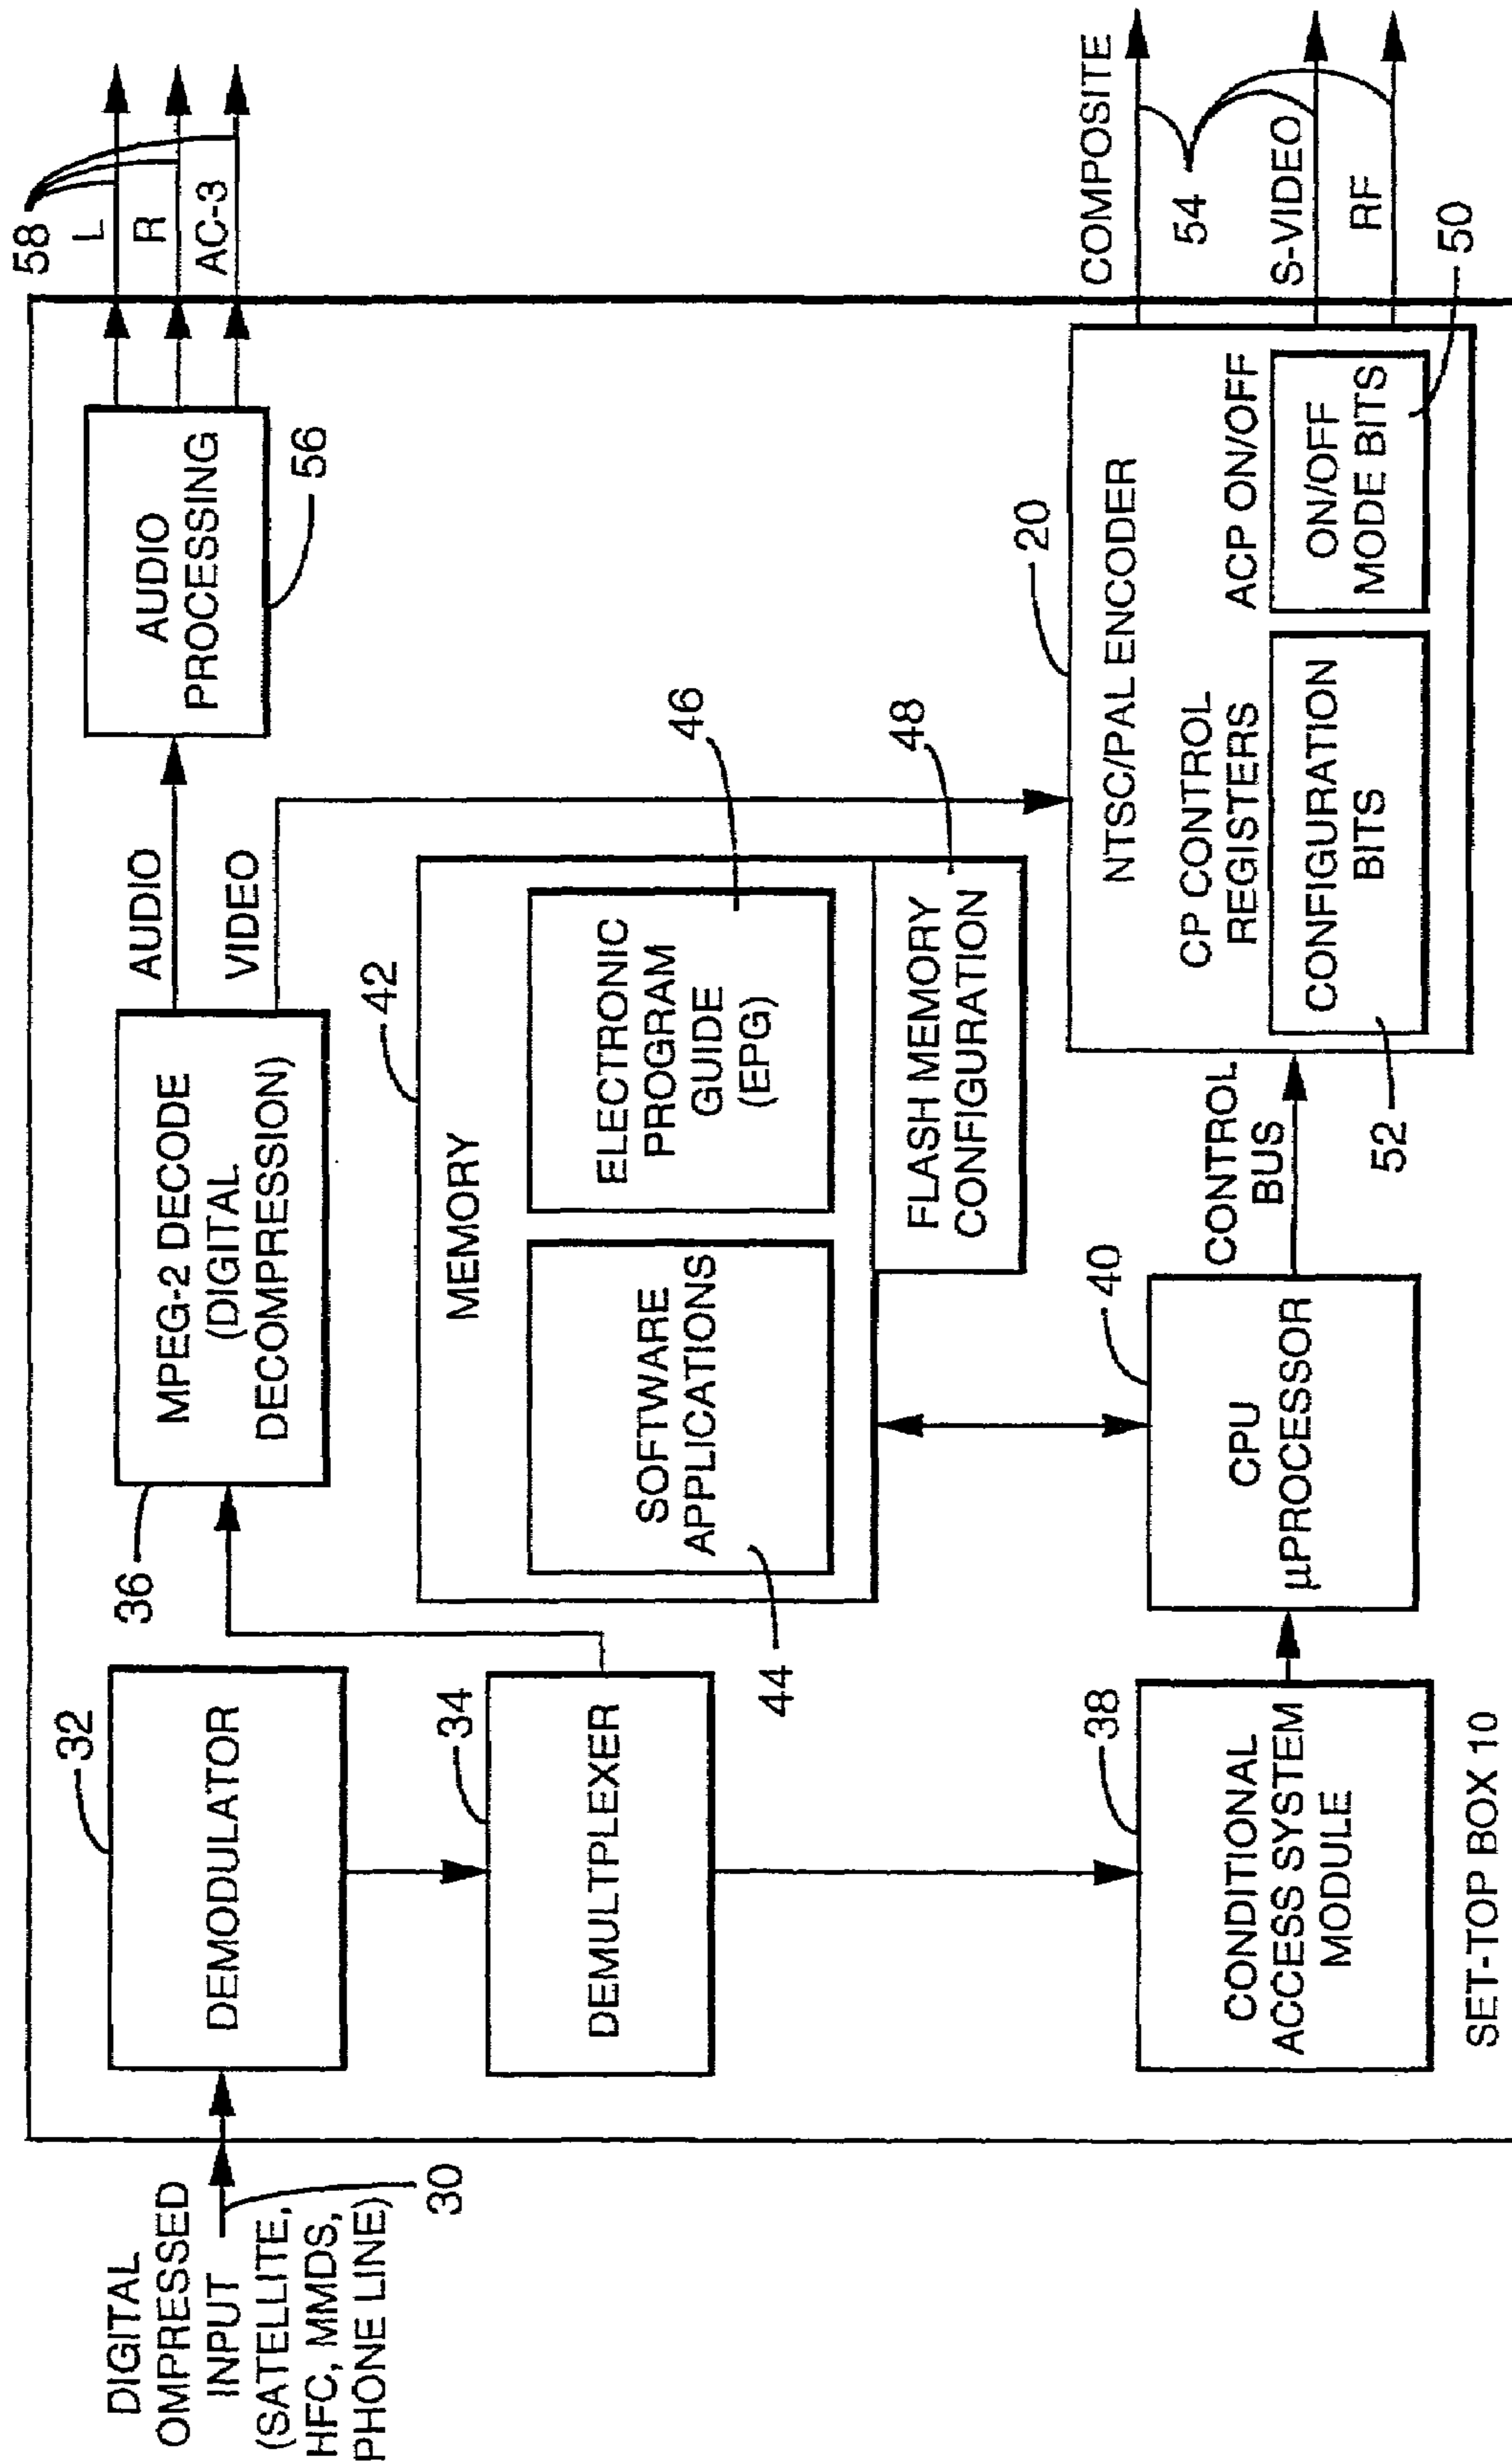 DIGITAL
OMPRESSED
INPUT
(SATELLITE,
HFC, MMDS,
PHONE LINE)
30
32
DEMODULATOR
34
DEMULTPLEXER
38
CONDITIONAL
ACCESS SYSTEM
MODULE
SET-TOP BOX 10
36
MPEG-2 DECODE
(DIGITAL
DECOMPRESSION)
AUDIO
VIDEO
42
MEMORY
SOFTWARE
APPLICATIONS
44
ELECTRONIC
PROGRAM
GUIDE
(EPG)
46
FLASH MEMORY
CONFIGURATION
48
40
CPU
µPROCESSOR
CONTROL
BUS
AUDIO
PROCESSING
56
58
L
R
AC-3
20
NTSC/PAL ENCODER
CP CONTROL
REGISTERS
ACP ON/OFF
CONFIGURATION
BITS
52
ON/OFF
MODE BITS
50
COMPOSITE
54
S-VIDEO
RF